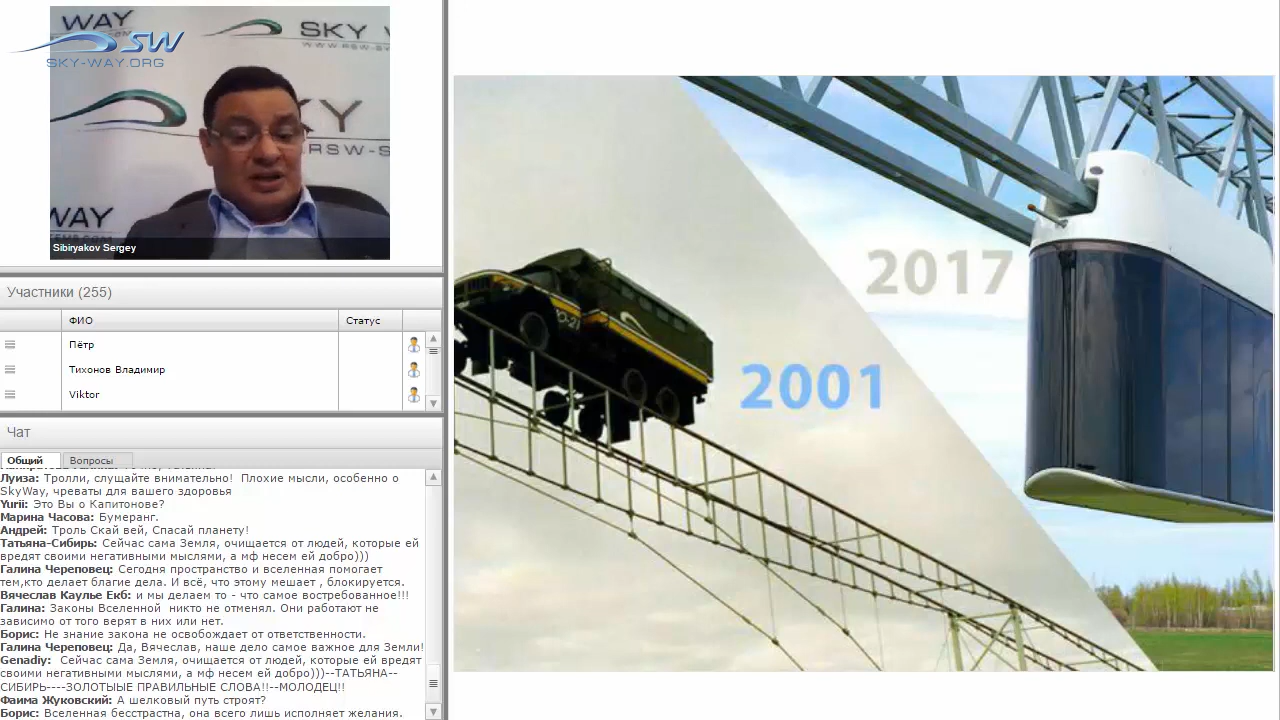 WAY
SW
SKY-WAY.ORG
SKY W
WWW.RSW-S
SKY
RSW-S
WAY
Sibiryakov Sergey
Участники (255)
ФИО
Статус
Пётр
Тихонов Владимир
Viktor
Чат
Общий
Вопросы
Луиза: Тролли, слушайте внимательно! Плохие мысли, особенно о
SkyWay, чреваты для вашего здоровья
Yurii: Это Вы о Капитонове?
Марина Часова: Бумеранг.
Андрей: Троль Скай вей, Спасай планету!
Татьяна-Сибирь: Сейчас сама Земля, очищается от людей, которые ей
вредят своими негативными мыслями, а мф несем ей добро)))
Галина Череповец: Сегодня пространство и вселенная помогает
тем,кто делает благие дела. И всё, что этому мешает , блокируется.
Вячеслав Каулье Екб: и мы делаем то - что самое востребованное!!!
Галина: Законы Вселенной никто не отменял. Они работают не
зависимо от того верят в них или нет.
Борис: Не знание закона не освобождает от ответственности.
Галина Череповец: Да, Вячеслав, наше дело самое важное для Земли!
Genadiy: Сейчас сама Земля, очищается от людей, которые ей вредят
своими негативными мыслями, а мф несем ей добро)))--ТАТЬЯНА--
СИБИРЬ----ЗОЛОТЫЫЕ ПРАВИЛЬНЫЕ СЛОВА!!--МОЛОДЕЦ!!
Фаима Жуковский: А шелковый путь строят?
Борис: Вселенная бесстрастна, она всего лишь исполняет желания.
2017
2001